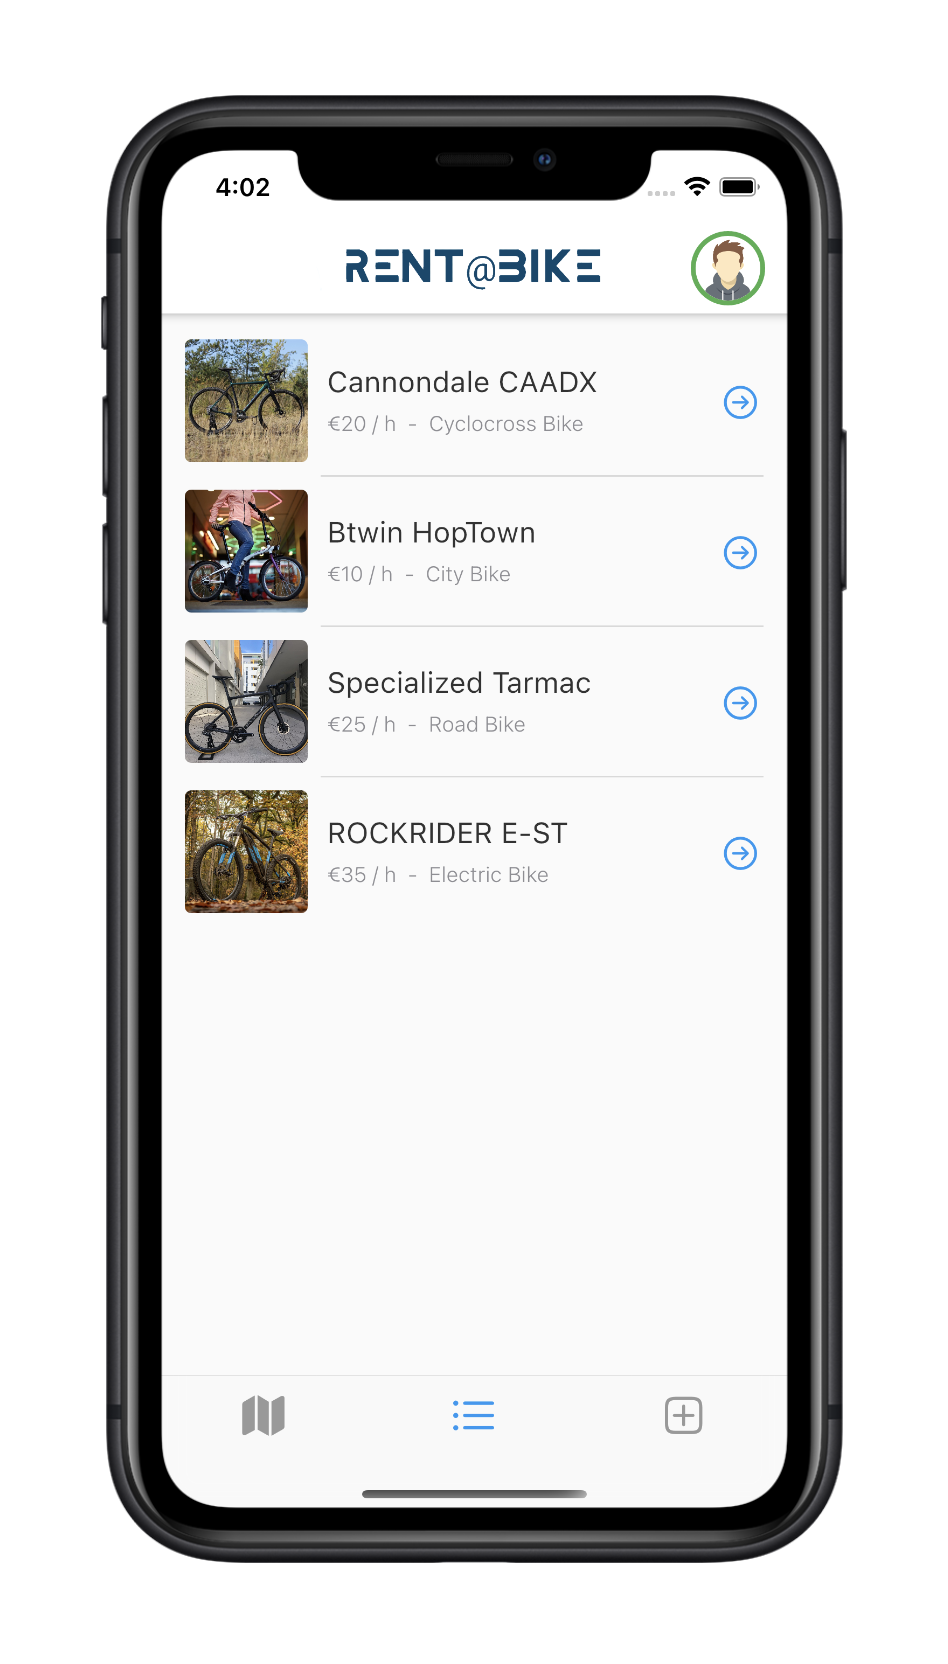 4:02
RENT@BIKE
Cannondale CAADX
€20 / h - Cyclocross Bike
Btwin HopTown
€10 / h - City Bike
Specialized Tarmac
€25 / h - Road Bike
ROCKRIDER E-ST
€35 / h - Electric Bike